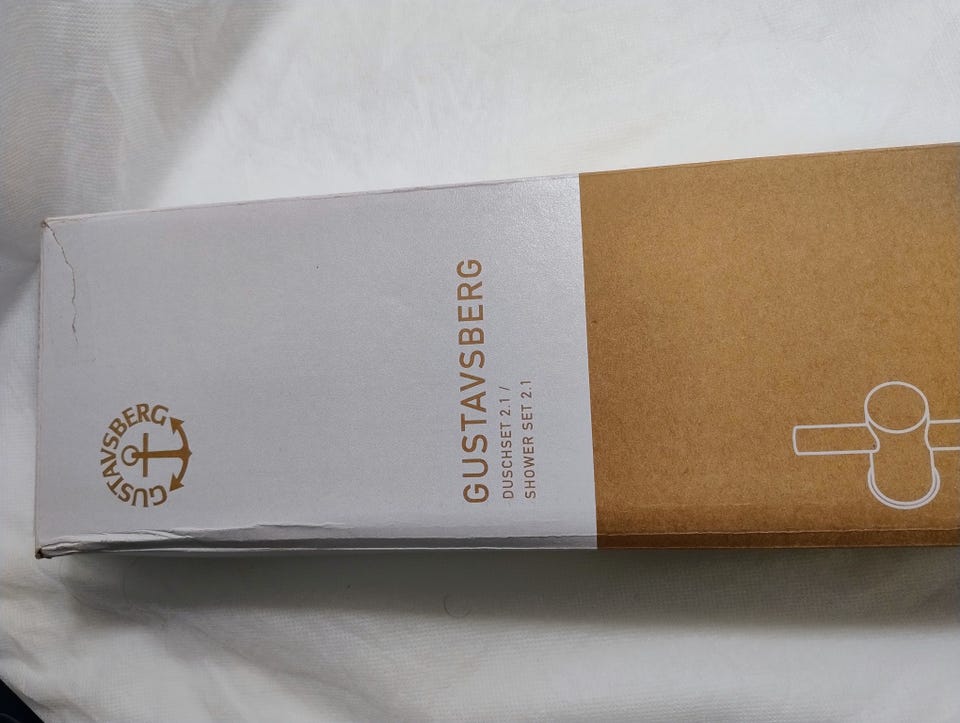 GUSTAVSBERG
GUSTAVSBERG
DUSCHSET 2.1 /
SHOWER SET 2.1